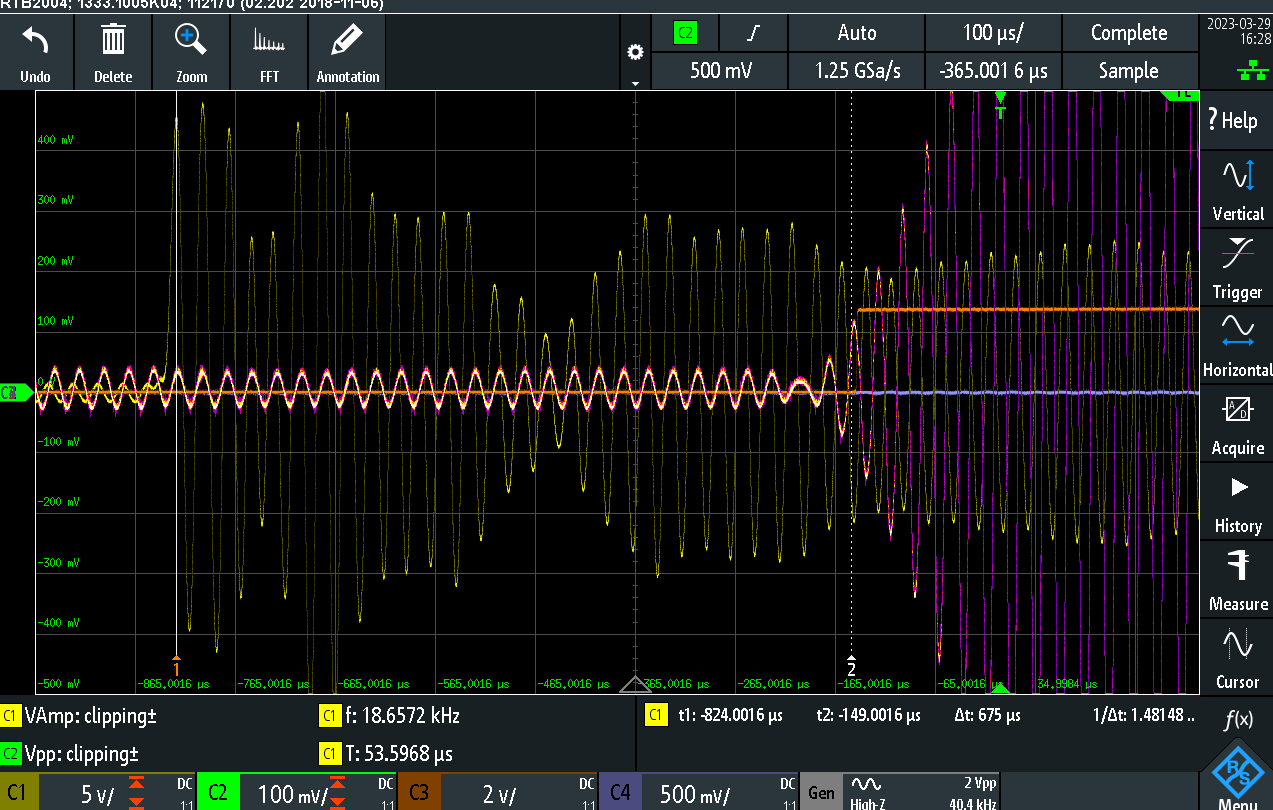 RTB2004; 1333.1005K04; 112170 (02.202 2018-11-06)
Undo
Delete
Zoom
FFT
Annotation
C2
Auto
100 µs/
Complete
500 mV
1.25 GSa/s
-365.001 6 µs
Sample
2023-03-29
16:28
T
400 mV
300 mV
200 mV
100 mV
-100 mV
-200 mV
-300 mV
-400 mV
-500 mV
1
2
-865,0016 µs
-765,0016 µs
-665,0016 µs
-565,0016 µs
-465,0016 µs
-365,0016 µs
-265,0016 µs
-165,0016 µs
-65,0016 µs
34,9984 µs
? Help
Vertical
Trigger
Horizontal
A/D
Acquire
History
Measure
Cursor
f(x)
R&S
Menu
C1 VAmp: clipping±
C1 f: 18.6572 kHz
C2 Vpp: clipping±
C1 T: 53.5968 µs
C1 t1: -824.0016 µs t2: -149.0016 µs Δt: 675 µs 1/Δt: 1.48148 ..
C1 5 V/ DC 1:1
C2 100 mV/ DC 1:1
C3 2 V/ DC 1:1
C4 500 mV/ DC 1:1
Gen High-Z 2 Vpp 40.4 kHz